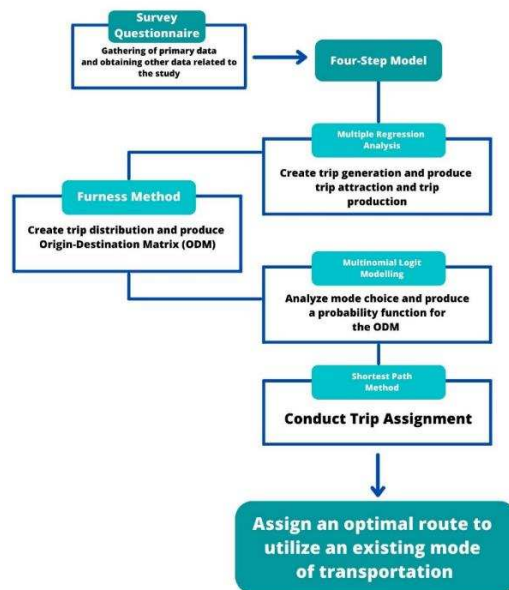 Survey
Questionnaire
Gathering of primary data
and obtaining other data related to
the study
Four-Step Model
Multiple Regression
Analysis
Create trip generation and produce
trip attraction and trip
production
Furness Method
Create trip distribution and produce
Origin-Destination Matrix (ODM)
Multinomial Logit
Modelling
Analyze mode choice and produce
a probability function for
the ODM
Shortest Path
Method
Conduct Trip Assignment
Assign an optimal route to
utilize an existing mode
of transportation